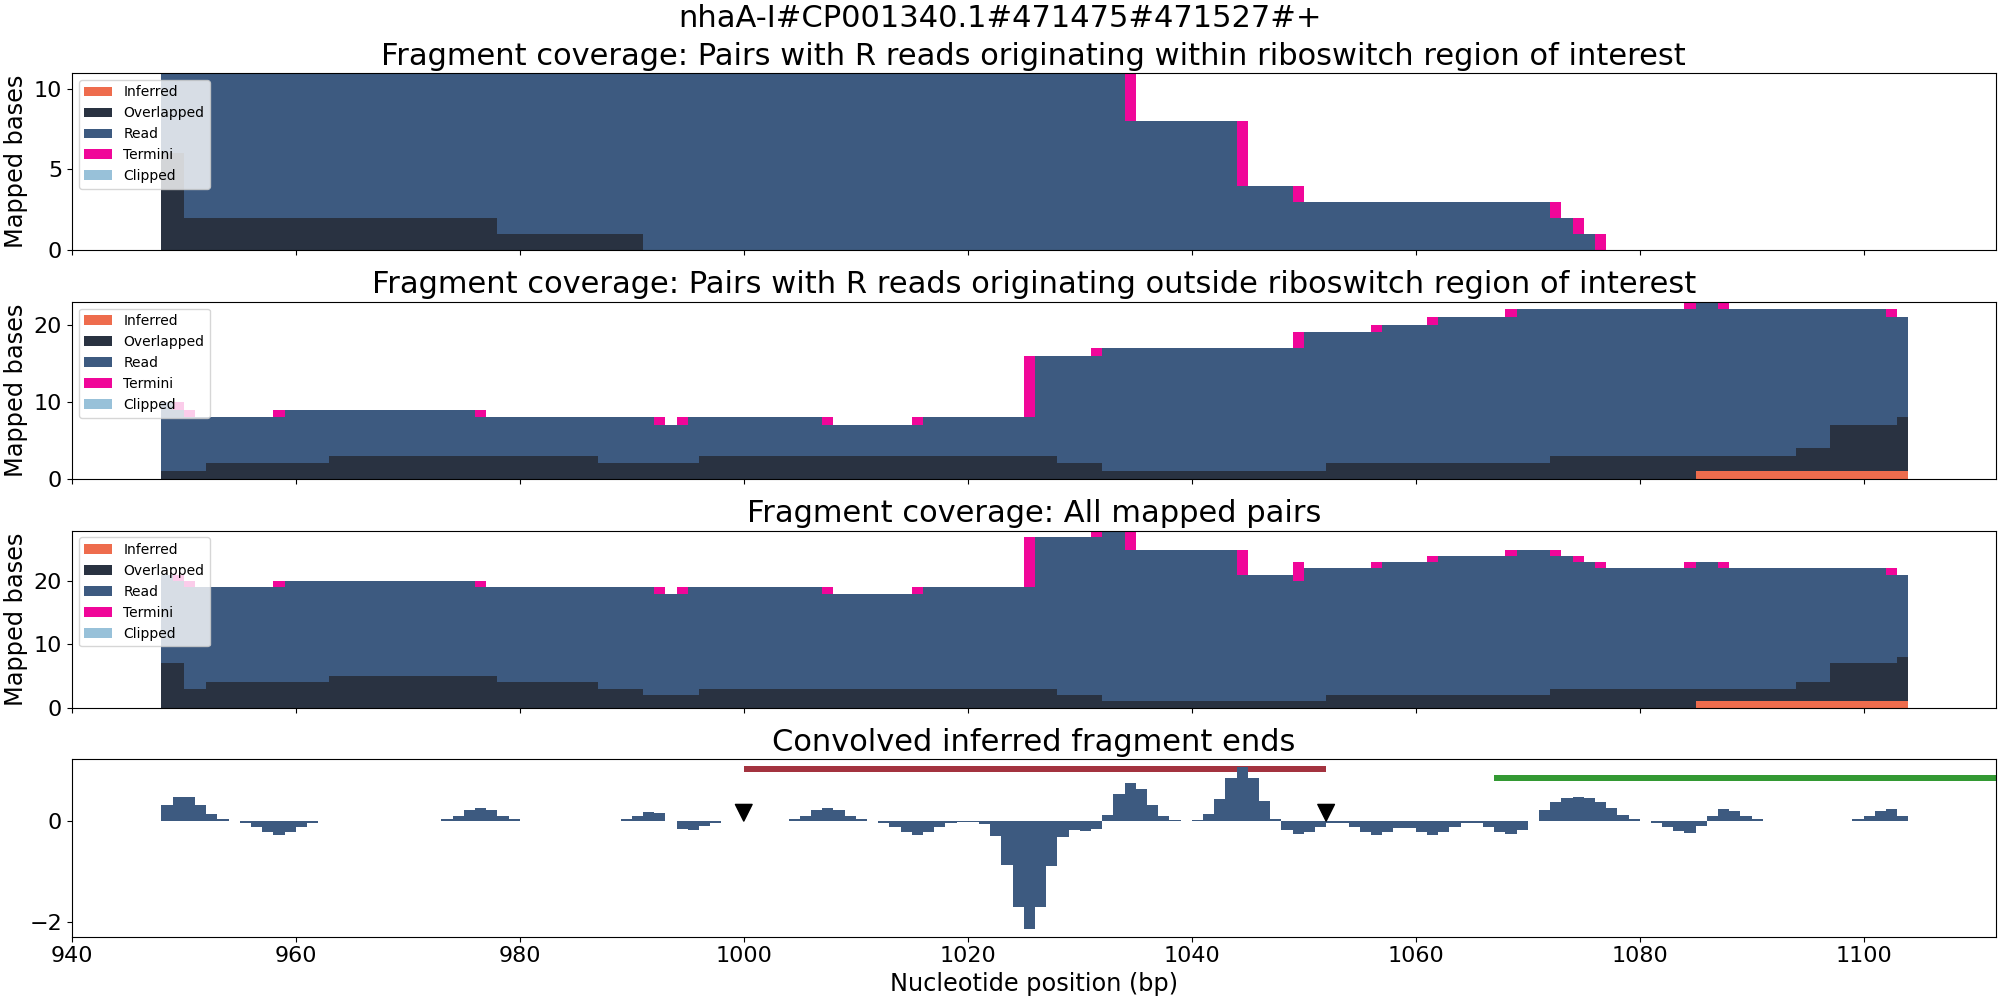 nhaA-I#CP001340.1#471475#471527#+
Fragment coverage: Pairs with R reads originating within riboswitch region of interest
Mapped bases
10
5
0
Inferred
Overlapped
Read
Termini
Clipped
Fragment coverage: Pairs with R reads originating outside riboswitch region of interest
Mapped bases
20
10
0
Inferred
Overlapped
Read
Termini
Clipped
Fragment coverage: All mapped pairs
Mapped bases
20
10
0
Inferred
Overlapped
Read
Termini
Clipped
Convolved inferred fragment ends
0
−2
940 960 980 1000 1020 1040 1060 1080 1100
Nucleotide position (bp)